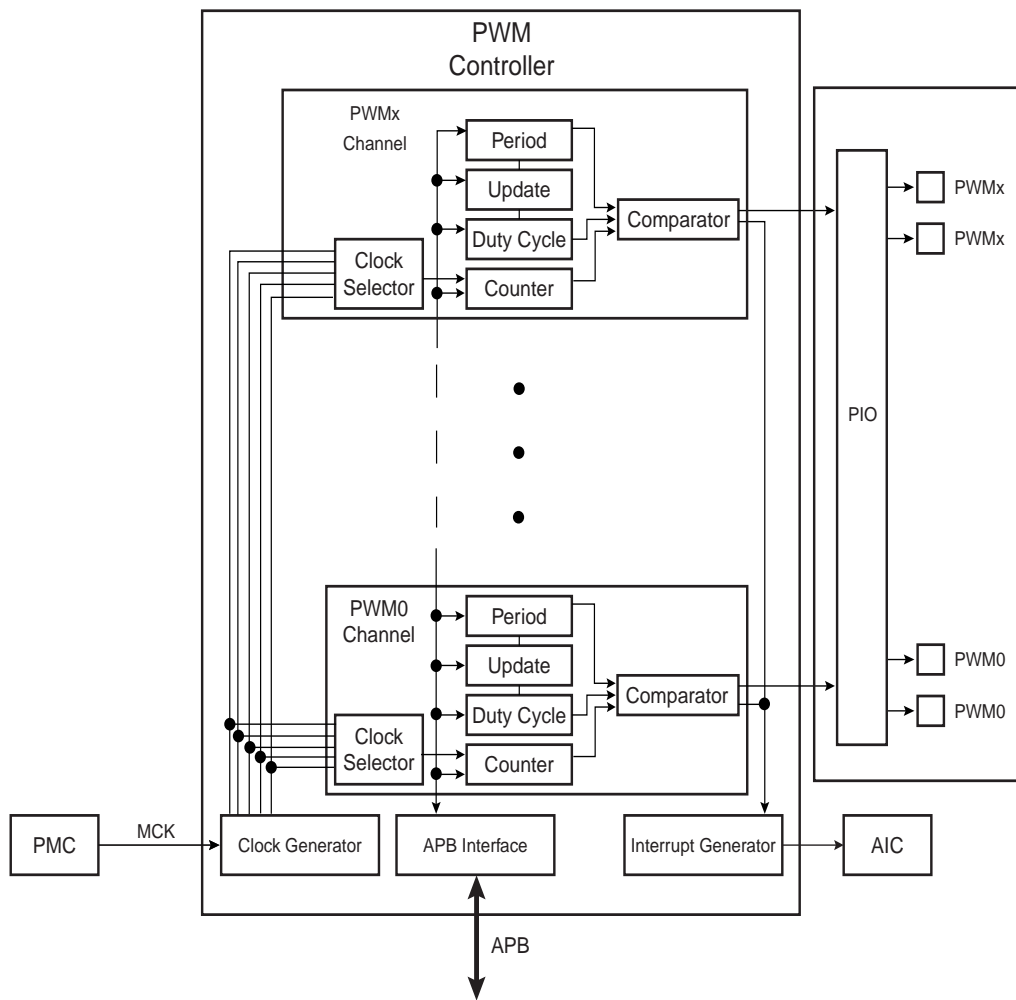 PWM
Controller
PWMx
Channel
Period
Update
Duty Cycle
Counter
Clock
Selector
Comparator
PIO
PWMx
PWMx
PWM0
Channel
Period
Update
Duty Cycle
Counter
Clock
Selector
Comparator
PWM0
PWM0
PMC
MCK
Clock Generator
APB Interface
Interrupt Generator
AIC
APB